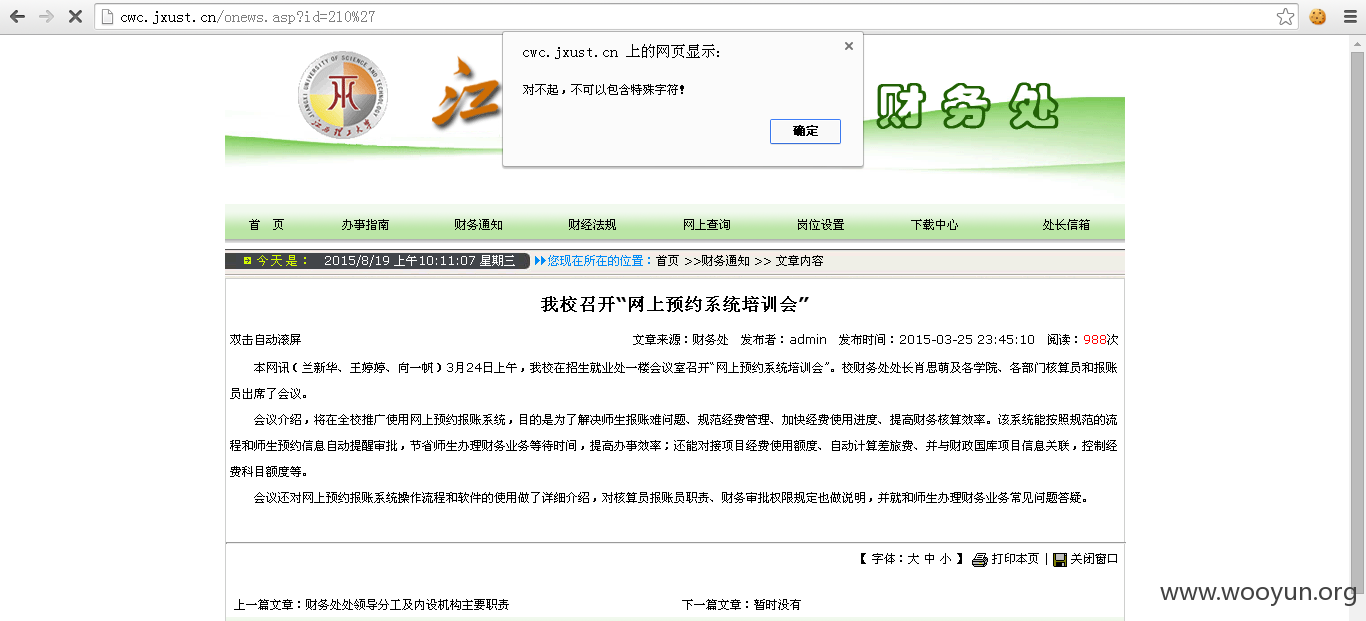 cwc.jxust.cn/onews.asp?id=210%27
cwc.jxust.cn 上的网页显示:
对不起，不可以包含特殊字符！
确定
JIANGXI UNIVERSITY OF SCIENCE AND TECHNOLOGY
江西理工大学
江
财务处
首 页 办事指南 财务通知 财经法规 网上查询 岗位设置 下载中心 处长信箱
今天是： 2015/8/19 上午10:11:07 星期三 您现在所在的位置：首页 >>财务通知 >> 文章内容
我校召开“网上预约系统培训会”
双击自动滚屏 文章来源：财务处 发布者：admin 发布时间：2015-03-25 23:45:10 阅读：988次
本网讯（兰新华、王婷婷、向一帆）3月24日上午，我校在招生就业处一楼会议室召开“网上预约系统培训会”。校财务处处长肖思萌及各学院、各部门核算员和报账
员出席了会议。
会议介绍，将在全校推广使用网上预约报账系统，目的是为了解决师生报账难问题、规范经费管理、加快经费使用进度、提高财务核算效率。该系统能按照规范的流
程和师生预约信息自动提醒审批，节省师生办理财务业务等待时间，提高办事效率；还能对接项目经费使用额度、自动计算差旅费、并与财政国库项目信息关联，控制经
费科目额度等。
会议还对网上预约报账系统操作流程和软件的使用做了详细介绍，对核算员报账员职责、财务审批权限规定也做说明，并就和师生办理财务业务常见问题答疑。
【 字体：大 中 小 】 打印本页 | 关闭窗口
上一篇文章：财务处处领导分工及内设机构主要职责 下一篇文章：暂时没有
www.wooyun.org